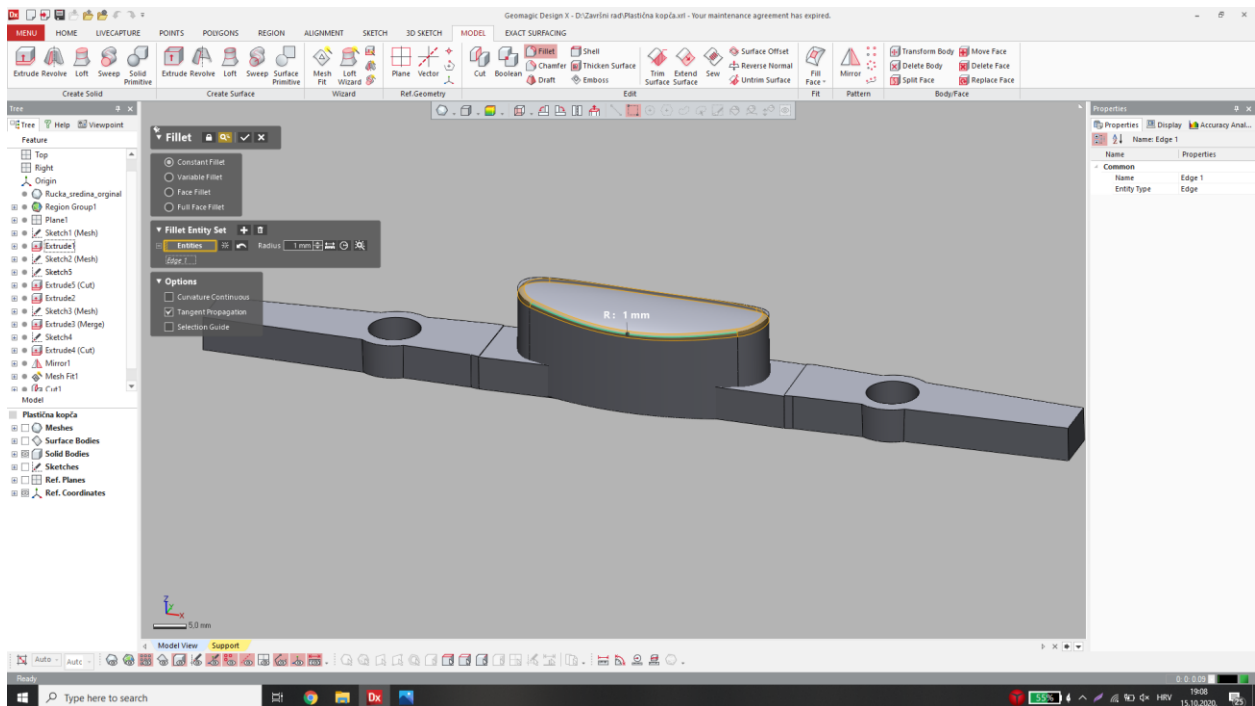 Geomagic Design X - D:\Završni rad\Plastična kopča.xrl - Your maintenance agreement has expired.
MENU HOME LIVECAPTURE POINTS POLYGONS REGION ALIGNMENT SKETCH 3D SKETCH MODEL EXACT SURFACING
Fillet Shell Surface Offset Transform Body Move Face
Chamfer Thicken Surface Reverse Normal Delete Body Delete Face
Draft Emboss Untrim Surface Split Face Replace Face
Extrude Revolve Loft Sweep Solid Primitive Extrude Revolve Loft Sweep Surface Primitive Mesh Fit Loft Wizard Plane Vector Cut Boolean Trim Surface Extend Surface Sew Fill Face Mirror
Create Solid Create Surface Wizard Ref.Geometry Edit Fit Pattern Body/Face
Tree
Tree Help Viewpoint
Feature
Top
Right
Origin
Rucka_sredina_orginal
Region Group1
Plane1
Sketch1 (Mesh)
Extrude1
Sketch2 (Mesh)
Sketch5
Extrude5 (Cut)
Extrude2
Sketch3 (Mesh)
Extrude3 (Merge)
Sketch4
Extrude4 (Cut)
Mirror1
Mesh Fit1
Cut1
Model
Plastična kopča
Meshes
Surface Bodies
Solid Bodies
Sketches
Ref. Planes
Ref. Coordinates
Fillet
Constant Fillet
Variable Fillet
Face Fillet
Full Face Fillet
Fillet Entity Set
Entities Radius 1 mm
Edge 1
Options
Curvature Continuous
Tangent Propagation
Selection Guide
R: 1 mm
Z
Y
X
5.0 mm
Model View Support
Properties
Properties Display Accuracy Anal...
Name: Edge 1
Name Properties
Common
Name Edge 1
Entity Type Edge
Auto Auto
Ready 0: 0: 0.09
Type here to search
Dx
55% HRV 19:08
15.10.2020.
25